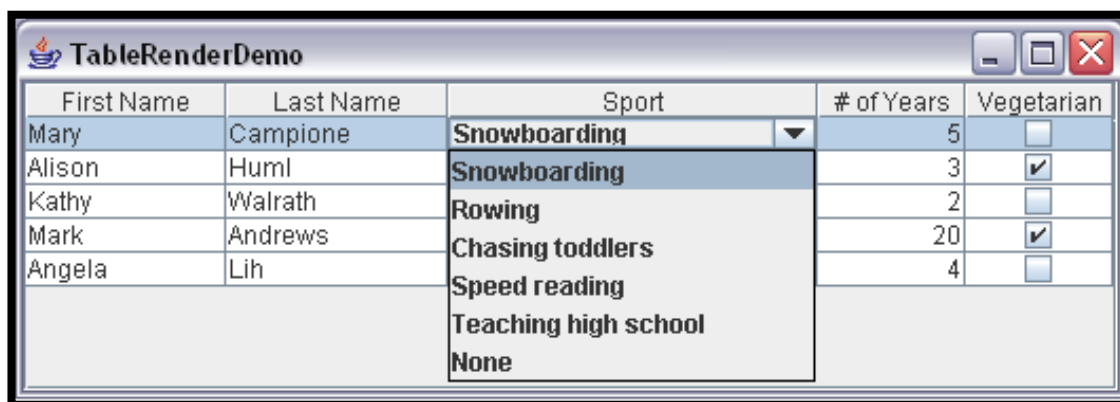 TableRenderDemo
First Name Last Name Sport # of Years Vegetarian
Mary Campione Snowboarding 5
Alison Huml Snowboarding 3
Kathy Walrath Rowing 2
Mark Andrews Chasing toddlers 20
Angela Lih Speed reading 4
Teaching high school
None